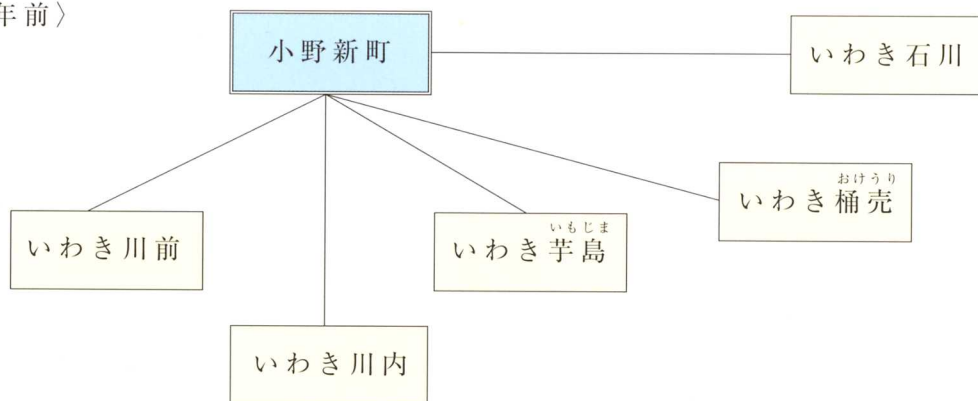 年前〉
小野新町
いわき石川
おけうり
いわき桶売
いもじま
いわき芋島
いわき川前
いわき川内